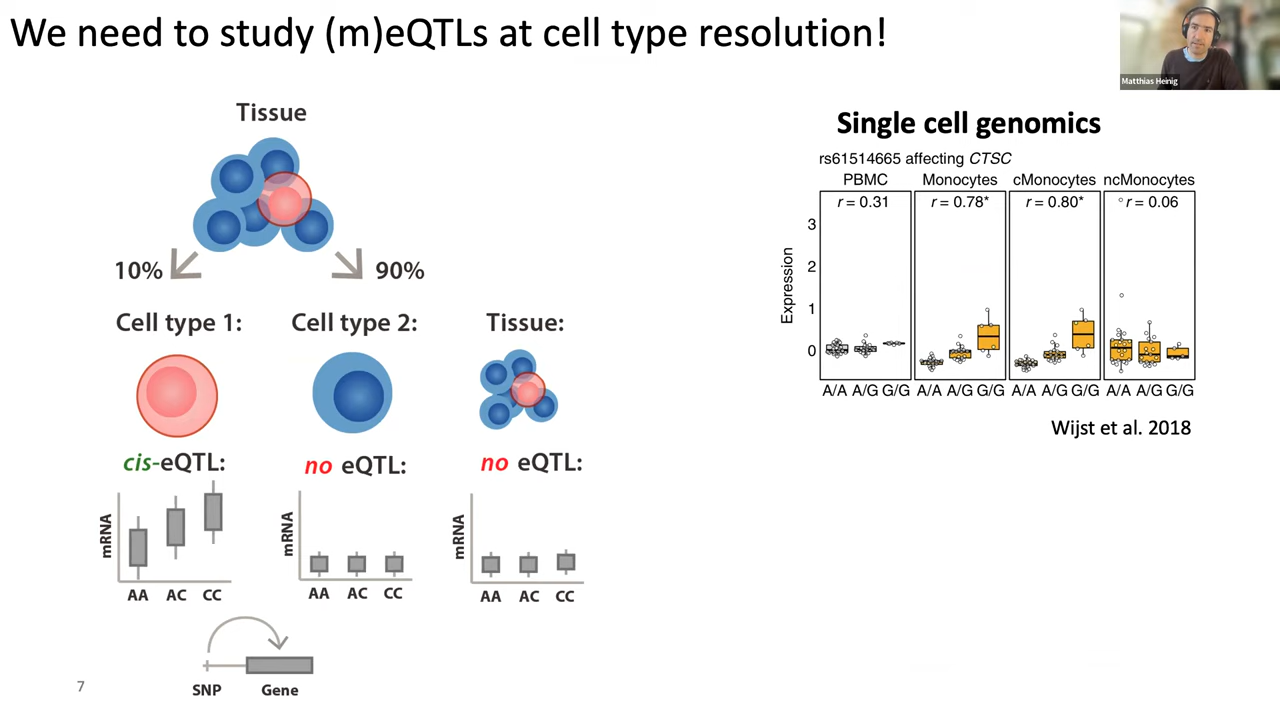 We need to study (m)eQTLs at cell type resolution!
Matthias Heinig
Tissue
10%
90%
Cell type 1:
Cell type 2:
Tissue:
cis-eQTL:
no eQTL:
no eQTL:
mRNA
AA AC CC
mRNA
AA AC CC
mRNA
AA AC CC
SNP
Gene
7
Single cell genomics
rs61514665 affecting CTSC
PBMC Monocytes cMonocytes ncMonocytes
r = 0.31 r = 0.78* r = 0.80* r = 0.06
Expression
3
2
1
0
A/A A/G G/G A/A A/G G/G A/A A/G G/G A/A A/G G/G
Wijst et al. 2018